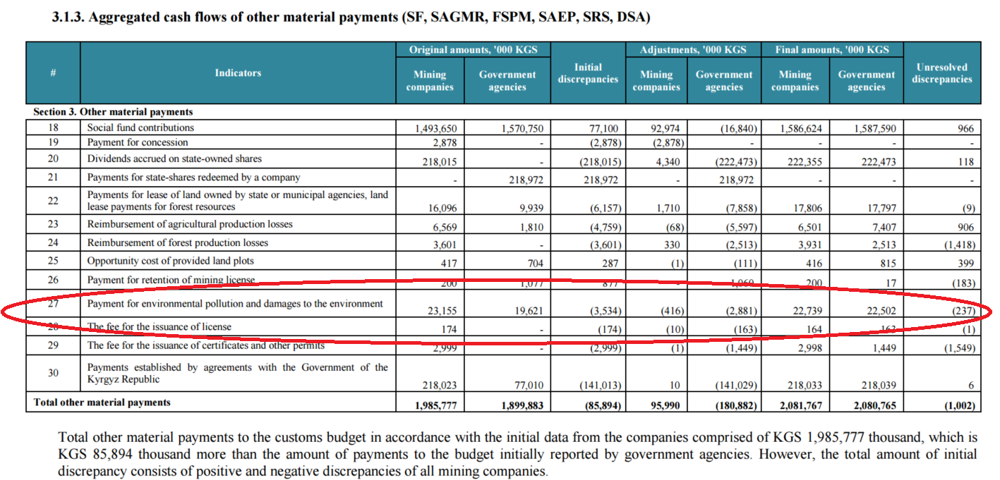 3.1.3. Aggregated cash flows of other material payments (SF, SAGMR, FSPM, SAEP, SRS, DSA)
# Indicators Original amounts, '000 KGS Initial discrepancies Adjustments, '000 KGS Final amounts, '000 KGS Unresolved discrepancies
Mining companies Government agencies Mining companies Government agencies Mining companies Government agencies
Section 3. Other material payments
18 Social fund contributions 1,493,650 1,570,750 77,100 92,974 (16,840) 1,586,624 1,587,590 966
19 Payment for concession 2,878 - (2,878) (2,878) - - - -
20 Dividends accrued on state-owned shares 218,015 - (218,015) 4,340 (222,473) 222,355 222,473 118
21 Payments for state-shares redeemed by a company - 218,972 218,972 - 218,972 - - -
22 Payments for lease of land owned by state or municipal agencies, land
lease payments for forest resources 16,096 9,939 (6,157) 1,710 (7,858) 17,806 17,797 (9)
23 Reimbursement of agricultural production losses 6,569 1,810 (4,759) (68) (5,597) 6,501 7,407 906
24 Reimbursement of forest production losses 3,601 - (3,601) 330 (2,513) 3,931 2,513 (1,418)
25 Opportunity cost of provided land plots 417 704 287 (1) (111) 416 815 399
26 Payment for retention of mining license 200 1,077 877 - 1,060 200 17 (183)
27 Payment for environmental pollution and damages to the environment 23,155 19,621 (3,534) (416) (2,881) 22,739 22,502 (237)
28 The fee for the issuance of license 174 - (174) (10) (163) 164 163 (1)
29 The fee for the issuance of certificates and other permits 2,999 - (2,999) (1) (1,449) 2,998 1,449 (1,549)
30 Payments established by agreements with the Government of the
Kyrgyz Republic 218,023 77,010 (141,013) 10 (141,029) 218,033 218,039 6
Total other material payments 1,985,777 1,899,883 (85,894) 95,990 (180,882) 2,081,767 2,080,765 (1,002)
Total other material payments to the customs budget in accordance with the initial data from the companies comprised of KGS 1,985,777 thousand, which is
KGS 85,894 thousand more than the amount of payments to the budget initially reported by government agencies. However, the total amount of initial
discrepancy consists of positive and negative discrepancies of all mining companies.